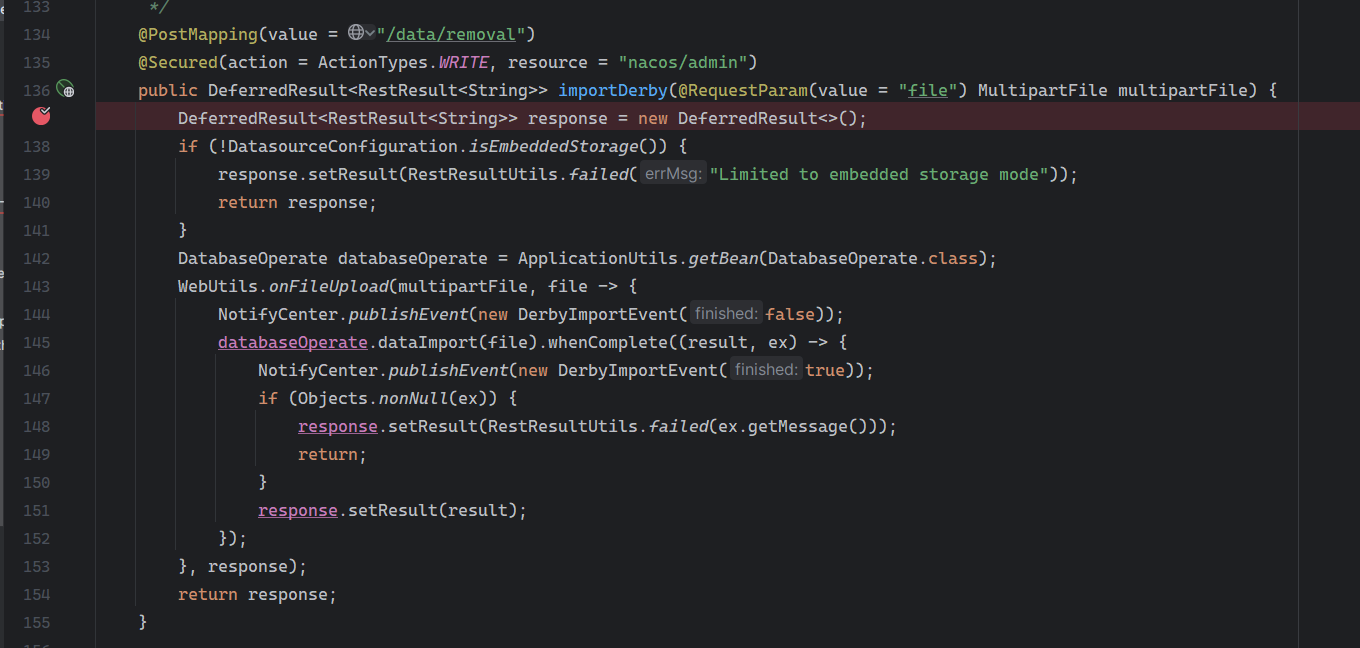 133 */
134 @PostMapping(value = "/data/removal")
135 @Secured(action = ActionTypes.WRITE, resource = "nacos/admin")
136 public DeferredResult<RestResult<String>> importDerby(@RequestParam(value = "file") MultipartFile multipartFile) {
DeferredResult<RestResult<String>> response = new DeferredResult<>();
138 if (!DatasourceConfiguration.isEmbeddedStorage()) {
139 response.setResult(RestResultUtils.failed( errMsg: "Limited to embedded storage mode"));
140 return response;
141 }
142 DatabaseOperate databaseOperate = ApplicationUtils.getBean(DatabaseOperate.class);
143 WebUtils.onFileUpload(multipartFile, file -> {
144 NotifyCenter.publishEvent(new DerbyImportEvent( finished: false));
145 databaseOperate.dataImport(file).whenComplete((result, ex) -> {
146 NotifyCenter.publishEvent(new DerbyImportEvent( finished: true));
147 if (Objects.nonNull(ex)) {
148 response.setResult(RestResultUtils.failed(ex.getMessage()));
149 return;
150 }
151 response.setResult(result);
152 });
153 }, response);
154 return response;
155 }